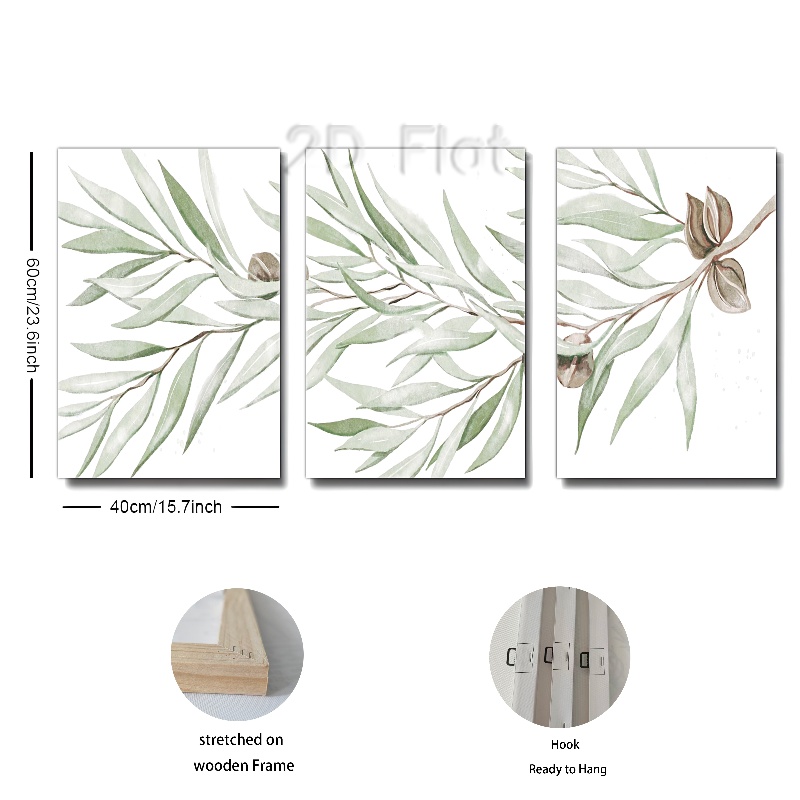 2D Flat
60cm/23.6inch
40cm/15.7inch
stretched on
wooden Frame
Hook
Ready to Hang